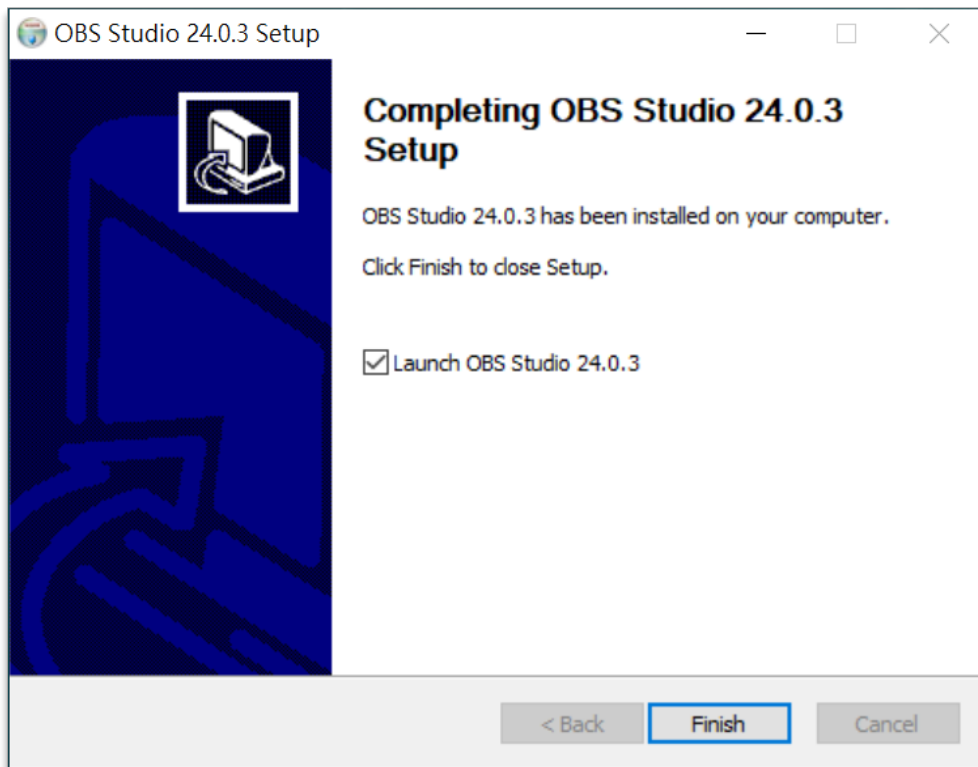 OBS Studio 24.0.3 Setup
Completing OBS Studio 24.0.3
Setup
OBS Studio 24.0.3 has been installed on your computer.
Click Finish to close Setup.
Launch OBS Studio 24.0.3
< Back
Finish
Cancel